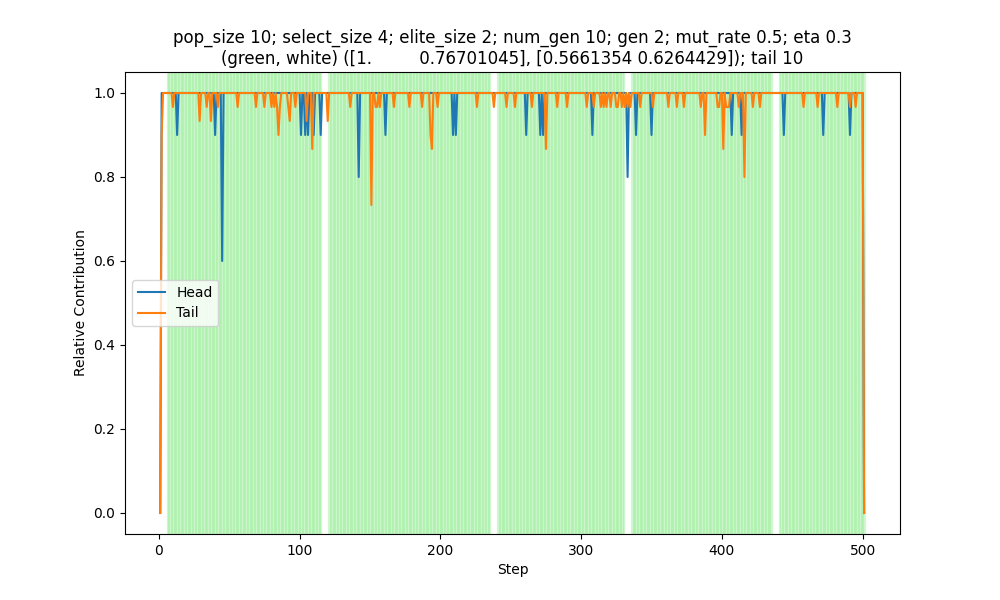 pop_size 10; select_size 4; elite_size 2; num_gen 10; gen 2; mut_rate 0.5; eta 0.3
(green, white) ([1. 0.76701045], [0.5661354 0.6264429]); tail 10
1.0
0.8
0.6
0.4
0.2
0.0
Relative Contribution
Head
Tail
0
100
200
300
400
500
Step